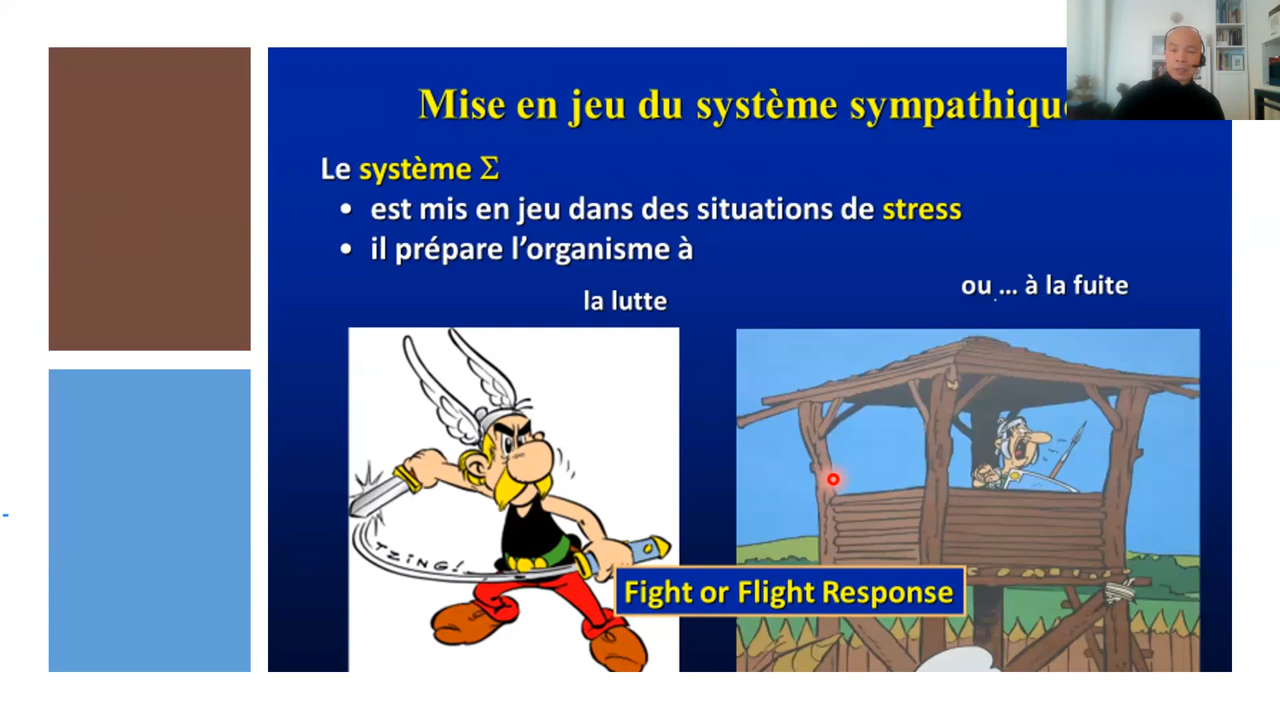 Mise en jeu du système sympathiqu
Le système Σ
• est mis en jeu dans des situations de stress
• il prépare l'organisme à
la lutte
ou ... à la fuite
TZING!
Fight or Flight Response